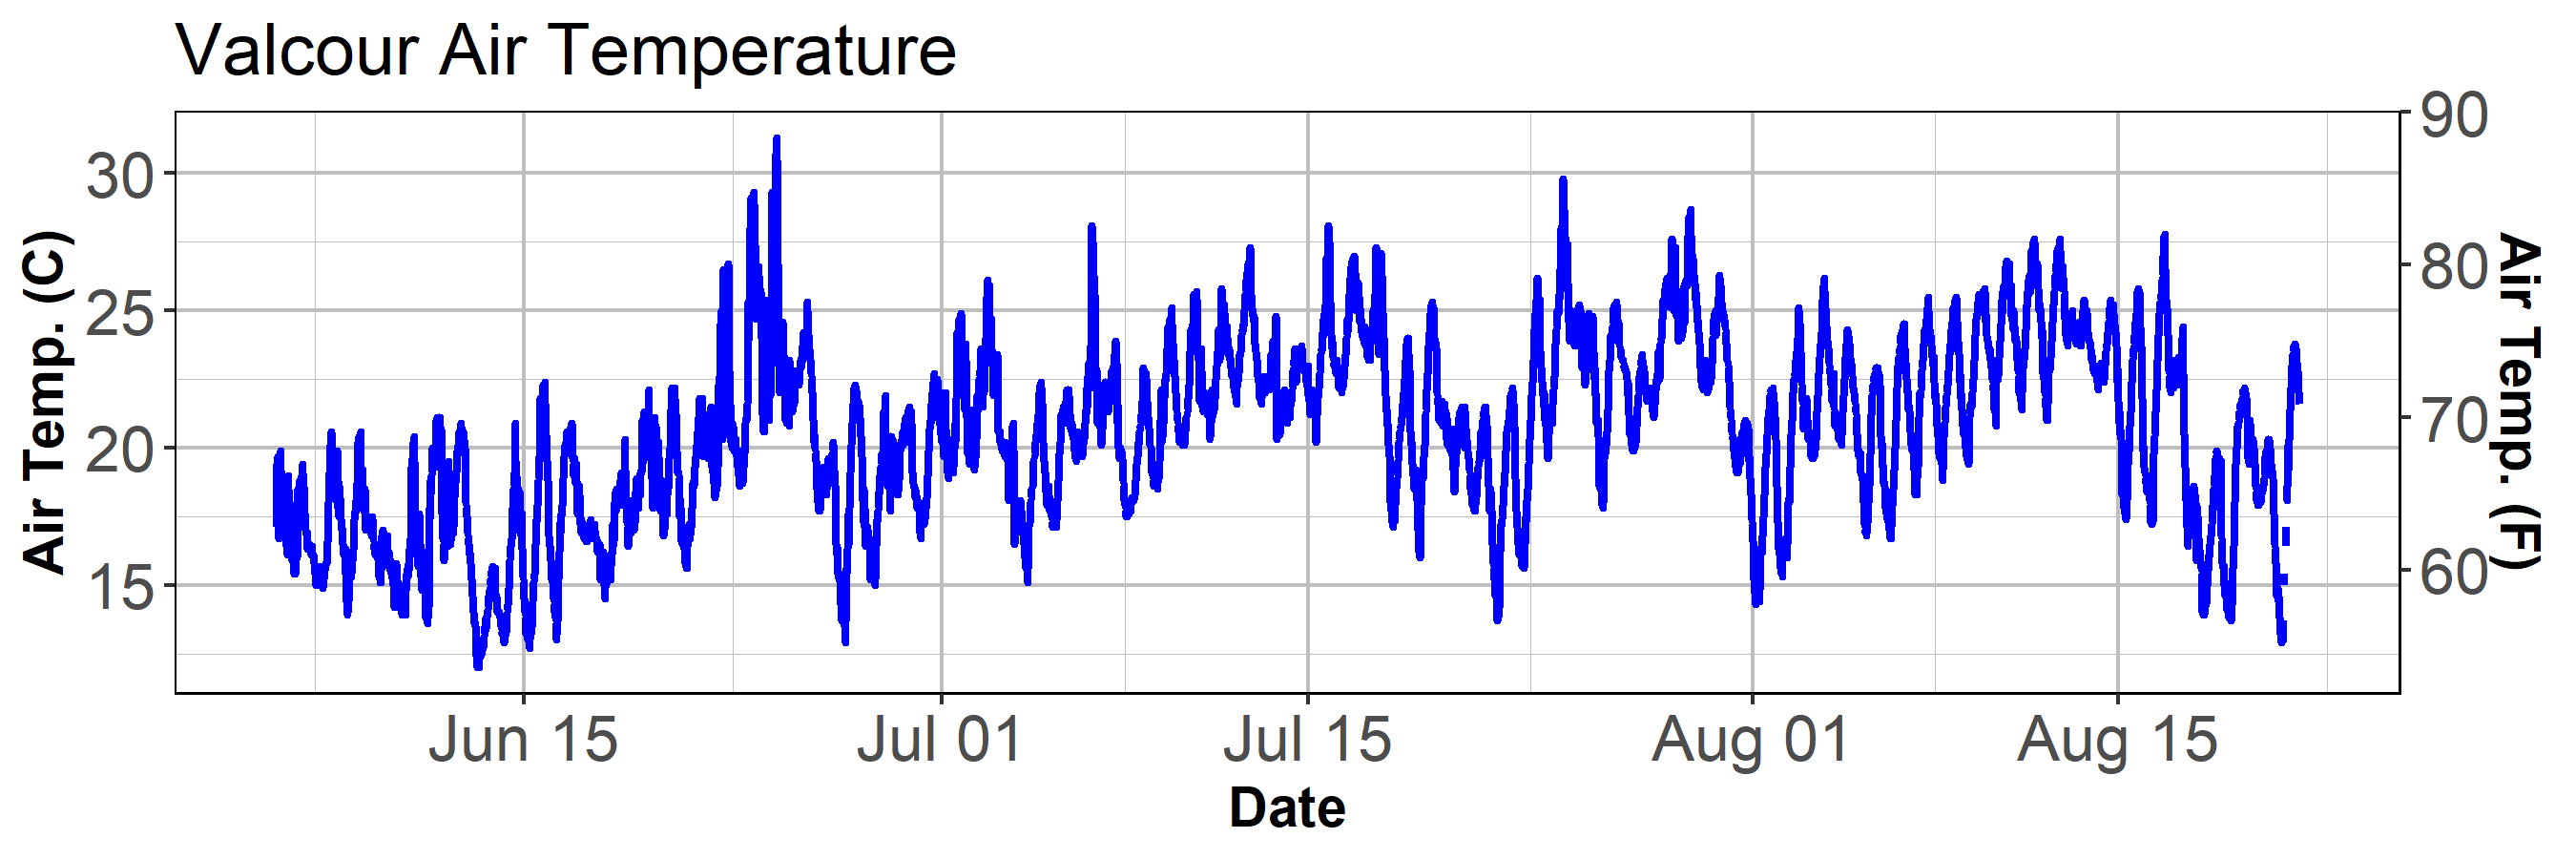 Valcour Air Temperature
Air Temp. (C)
30
25
20
15
90
80
70
60
Air Temp. (F)
Jun 15
Jul 01
Jul 15
Aug 01
Aug 15
Date